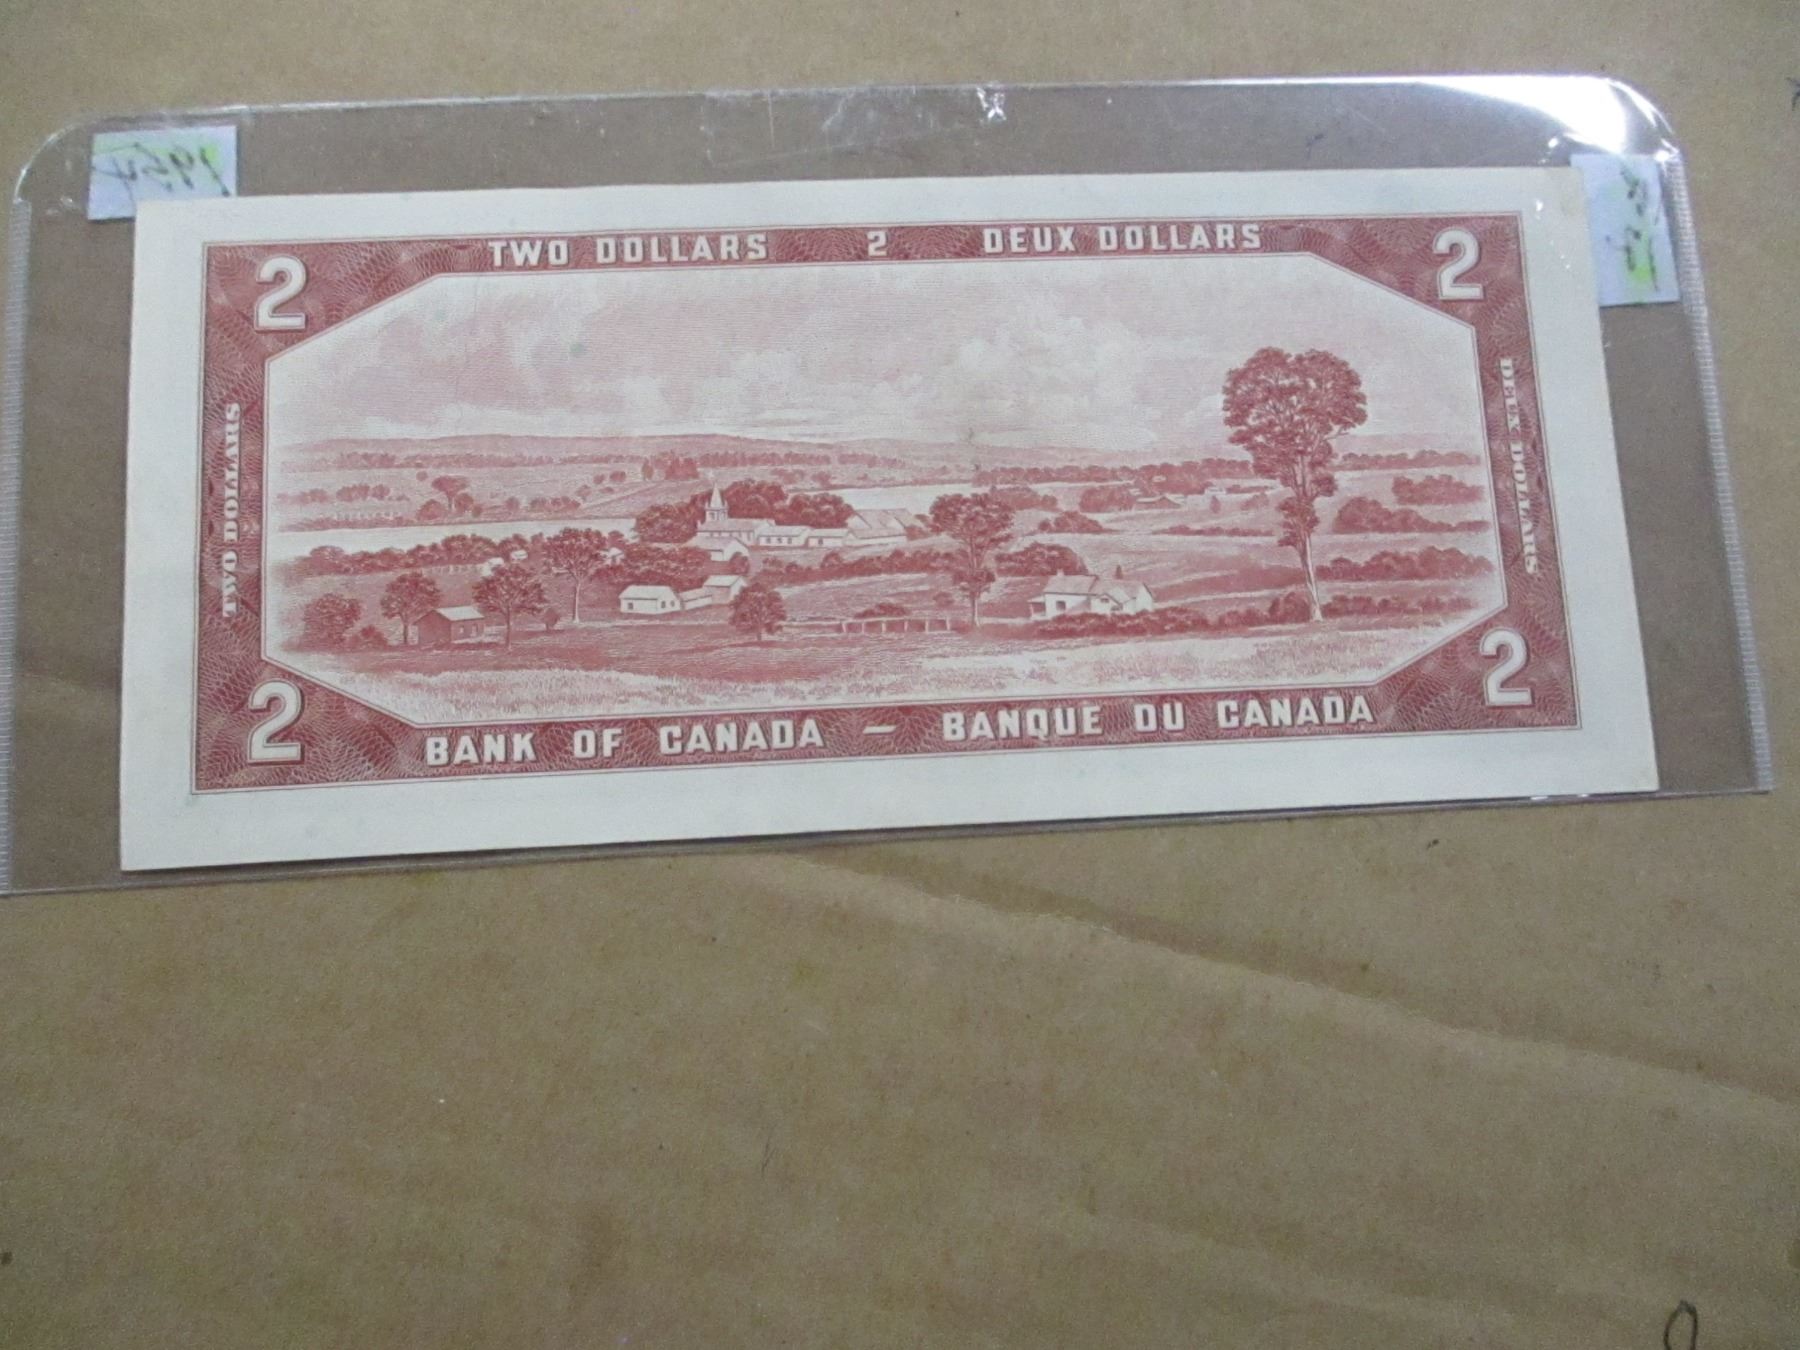 1954
TWO DOLLARS 2 DEUX DOLLARS
2 2
TWO DOLLARS
DEUX DOLLARS
2 2
BANK OF CANADA – BANQUE DU CANADA